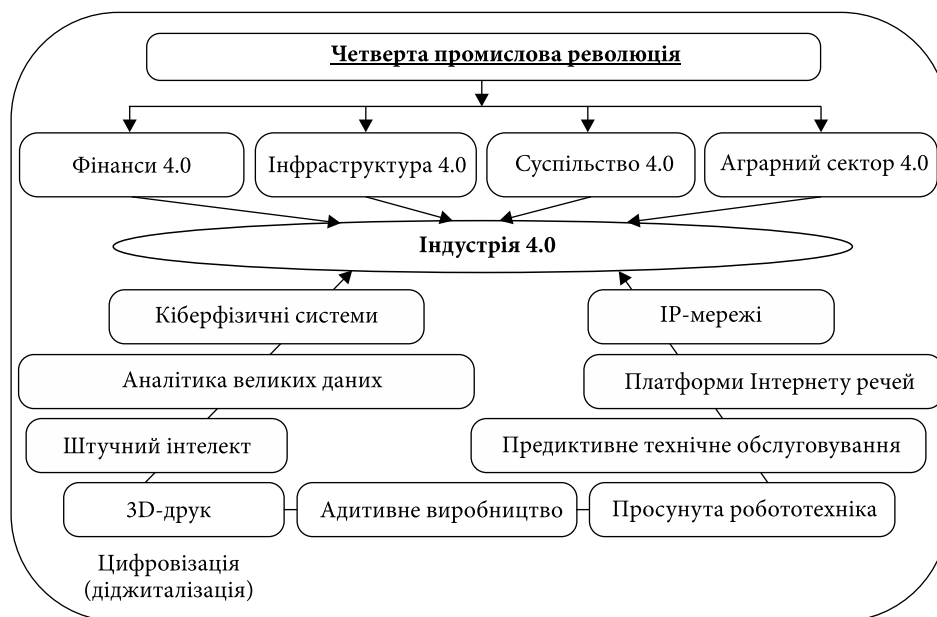 Четверта промислова революція
Фінанси 4.0
Інфраструктура 4.0
Суспільство 4.0
Аграрний сектор 4.0
Індустрія 4.0
Кіберфізичні системи
ІР-мережі
Аналітика великих даних
Платформи Інтернету речей
Штучний інтелект
Предиктивне технічне обслуговування
3D-друк
Адитивне виробництво
Просунута робототехніка
Цифровізація
(діджиталізація)